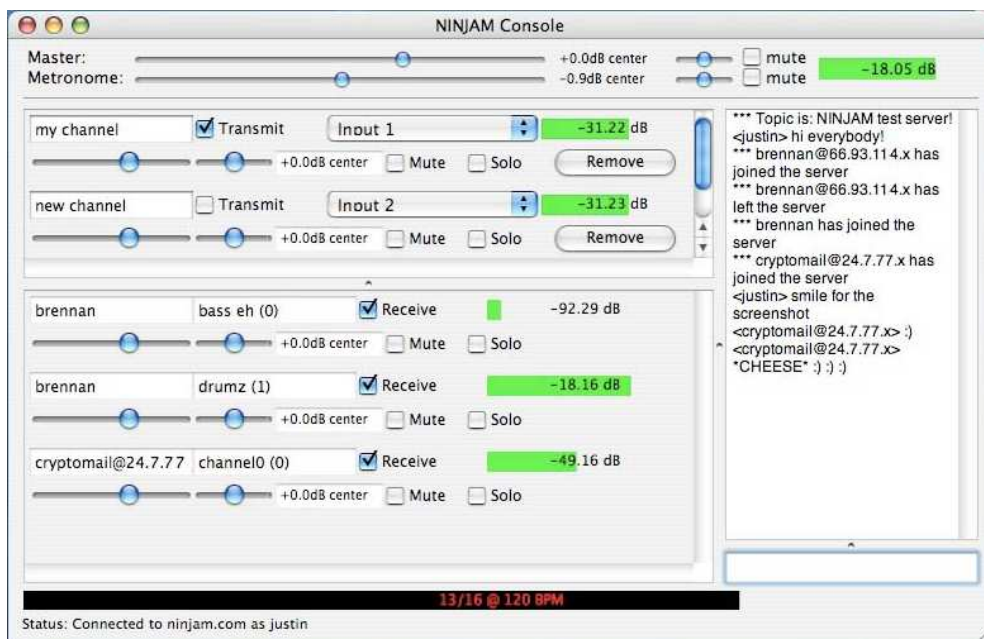 NINJAM Console
Master: +0.0dB center mute
Metronome: -0.9dB center mute
-18.05 dB
my channel Transmit Input 1 -31.22 dB
+0.0dB center Mute Solo Remove
new channel Transmit Input 2 -31.23 dB
+0.0dB center Mute Solo Remove
brennan bass eh (0) Receive -92.29 dB
+0.0dB center Mute Solo
brennan drumz (1) Receive -18.16 dB
+0.0dB center Mute Solo
cryptomail@24.7.77 channel0 (0) Receive -49.16 dB
+0.0dB center Mute Solo
*** Topic is: NINJAM test server!
<justin> hi everybody!
*** brennan@66.93.114.x has
joined the server
*** brennan@66.93.114.x has
left the server
*** brennan has joined the
server
*** cryptomail@24.7.77.x has
joined the server
<justin> smile for the
screenshot
<cryptomail@24.7.77.x> :)
<cryptomail@24.7.77.x>
*CHEESE* :) :) :)
13/16 @ 120 BPM
Status: Connected to ninjam.com as justin